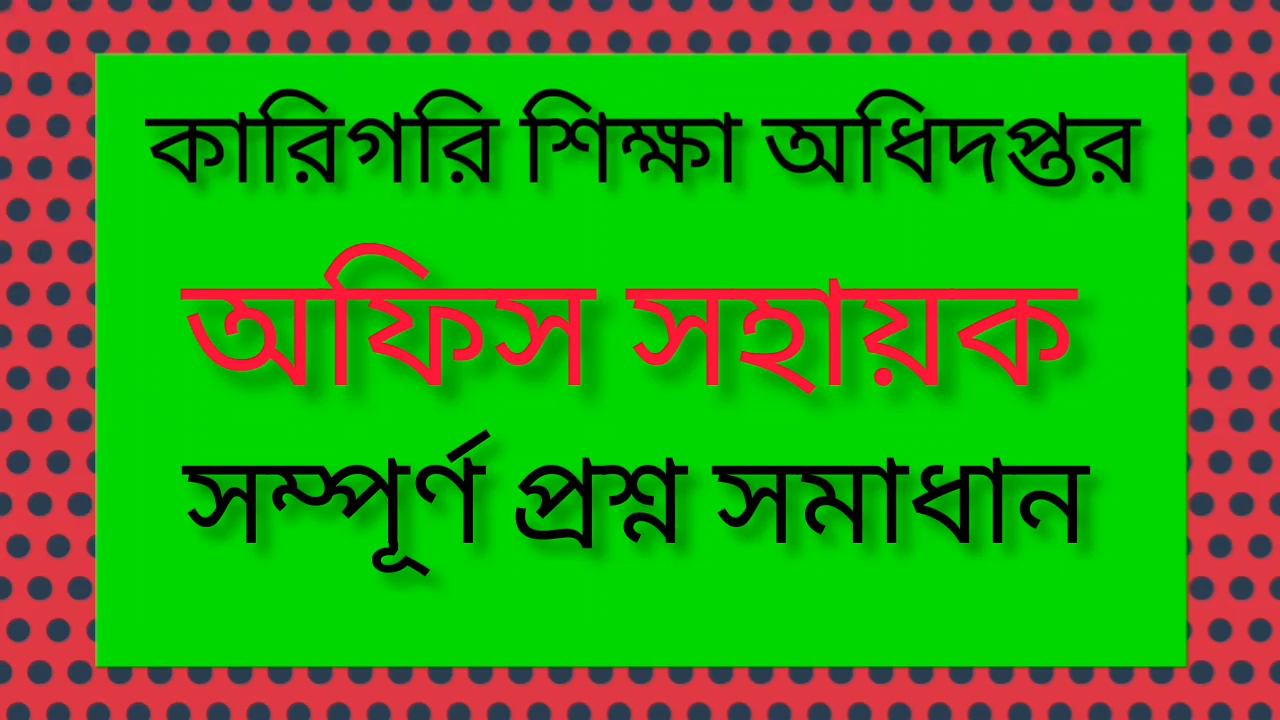 কারিগরি শিক্ষা অধিদপ্তর
অফিস সহায়ক
সম্পূর্ণ প্রশ্ন সমাধান